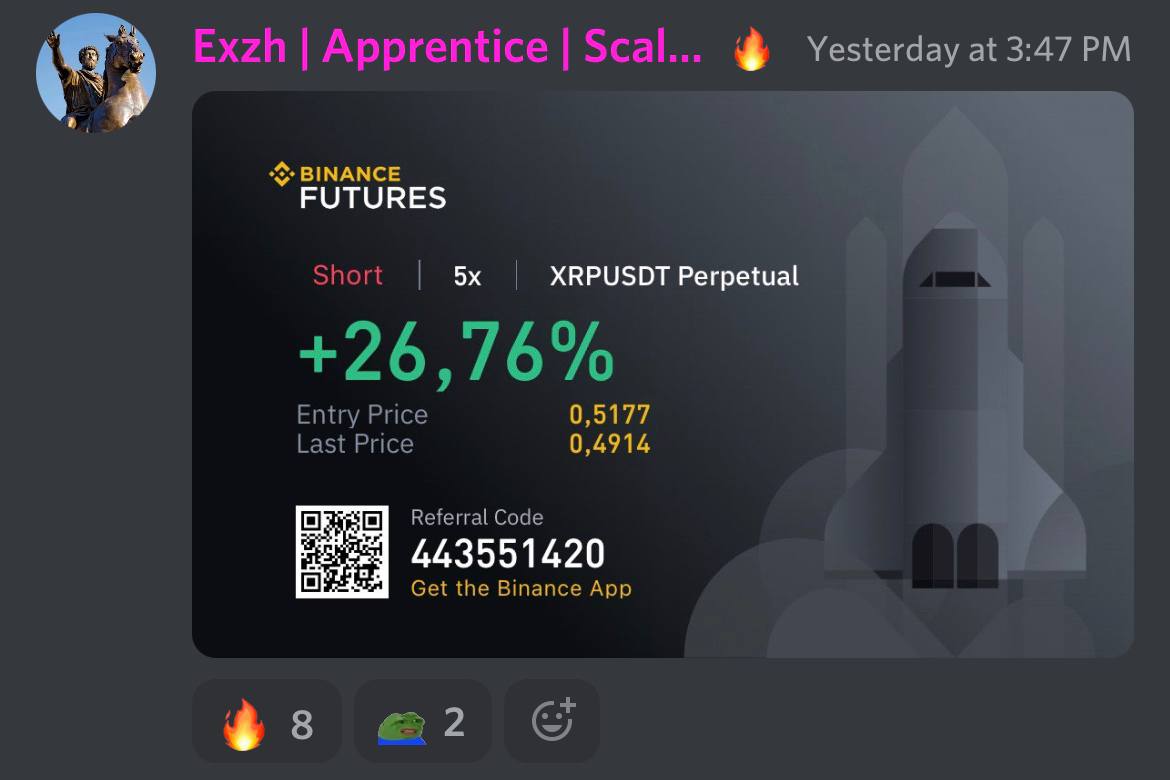 Exzh | Apprentice | Scal... 🔥 Yesterday at 3:47 PM
BINANCE
FUTURES
Short | 5x | XRPUSDT Perpetual
+26,76%
Entry Price 0,5177
Last Price 0,4914
Referral Code
443551420
Get the Binance App
🔥 8 2